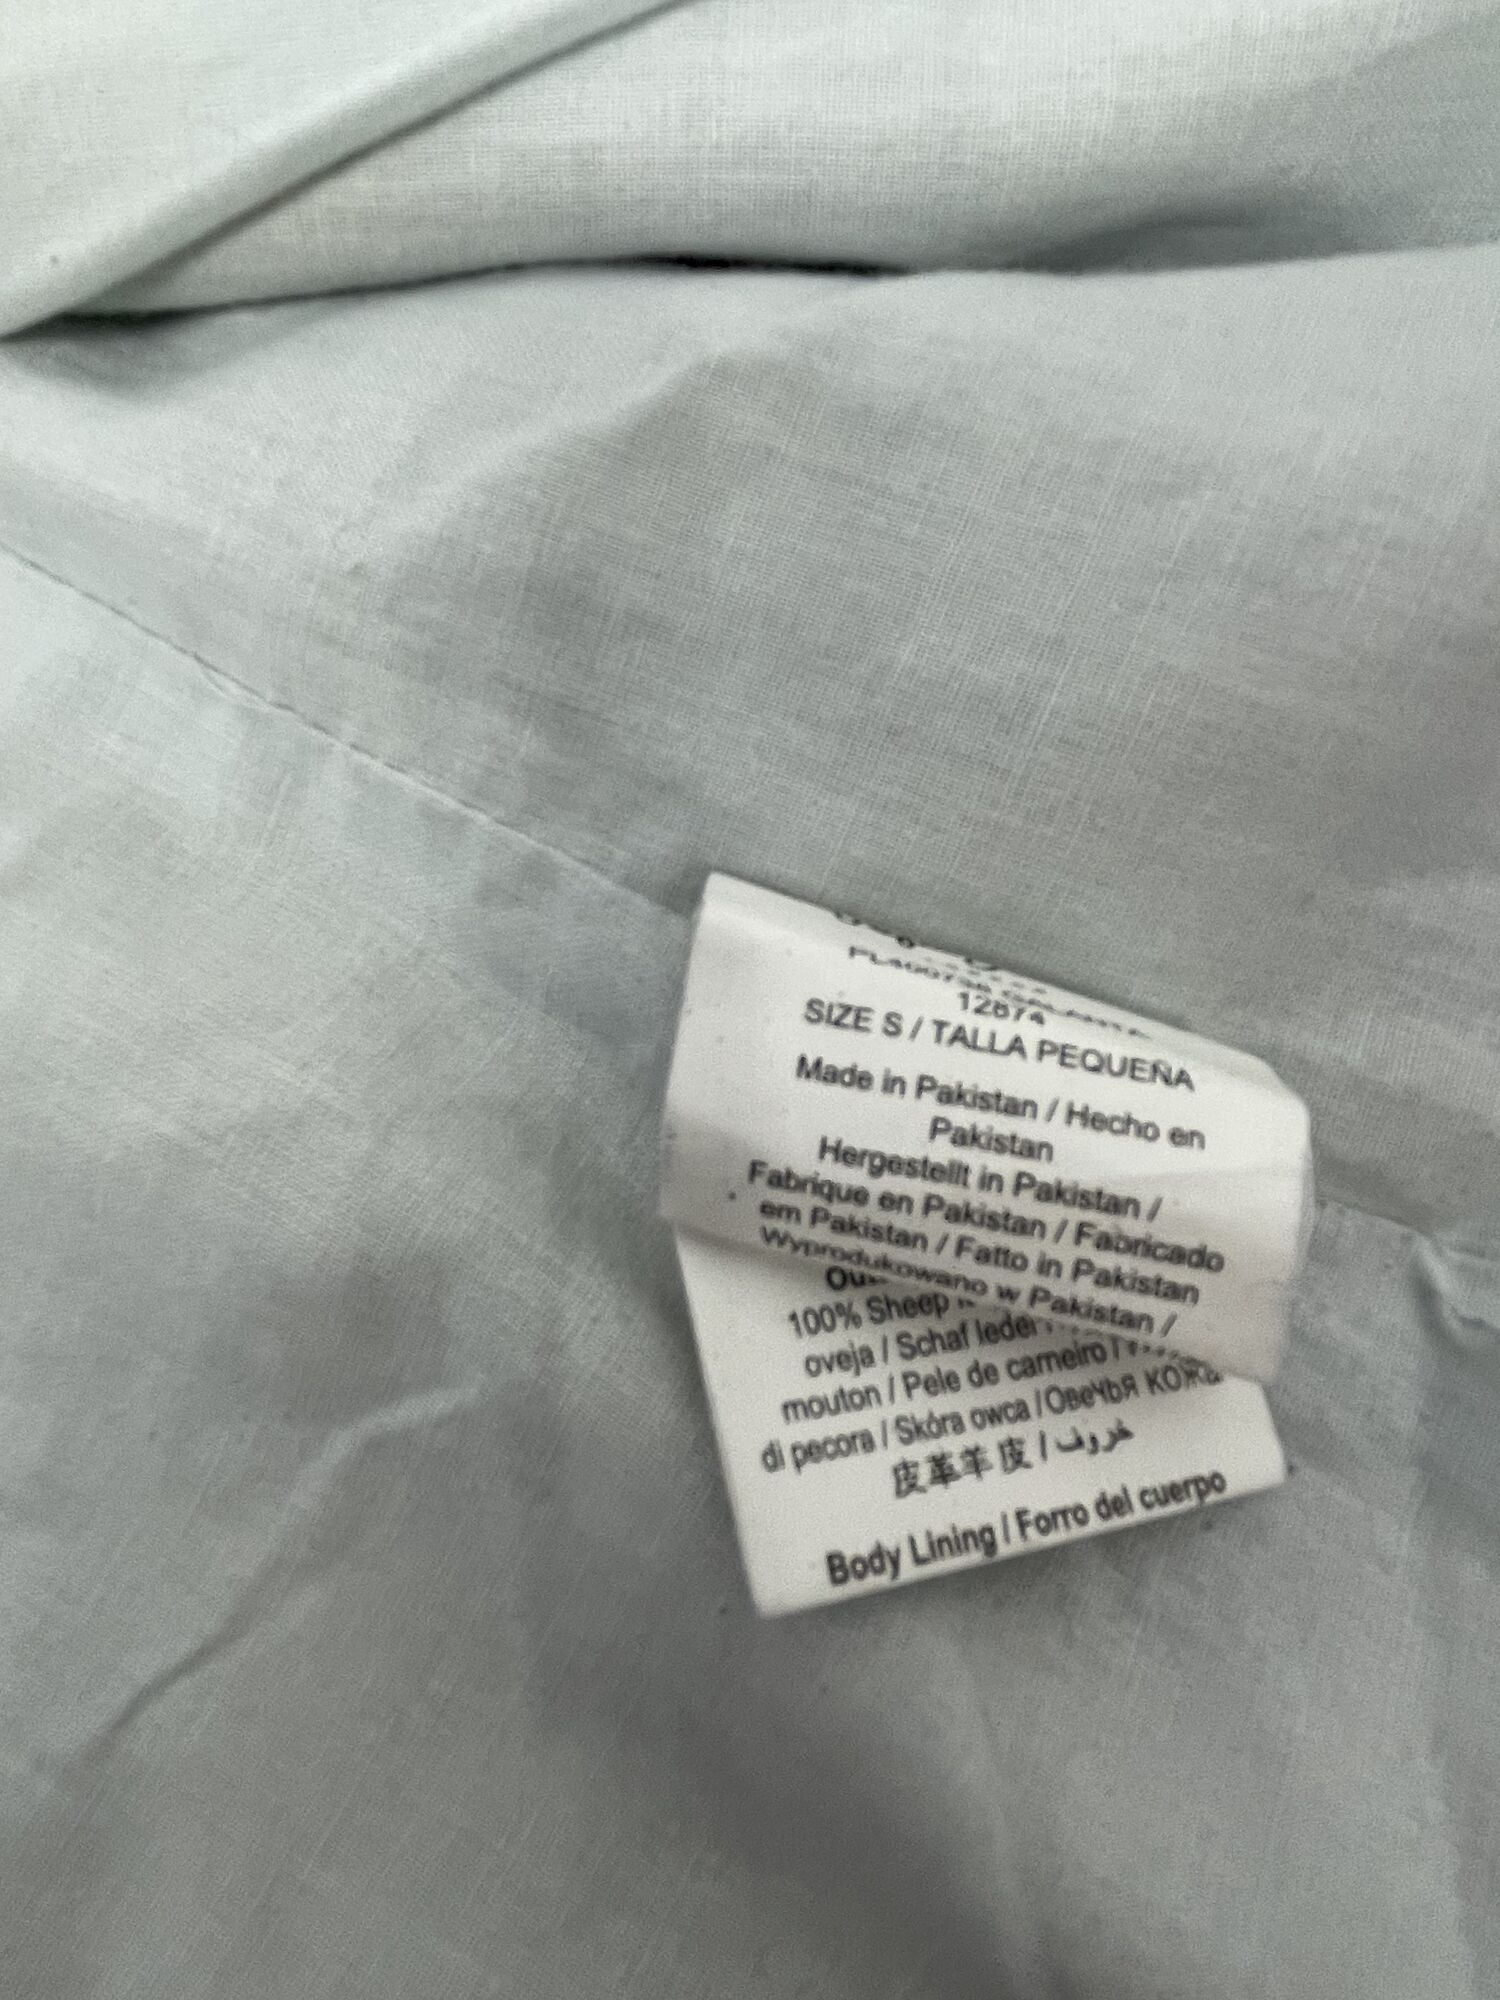 12874
SIZE S / TALLA PEQUEÑA
Made in Pakistan / Hecho en
Pakistan
Hergestellt in Pakistan /
Fabrique en Pakistan / Fabricado
em Pakistan / Fatto in Pakistan
Wyprodukowano w Pakistan /
100% Sheep
oveja / Schaf leder
mouton / Pele de carneiro /
di pecora / Skóra owca / ОвеЧЬЯ КОЖа
皮革羊皮 / خروف
Body Lining / Forro del cuerpo